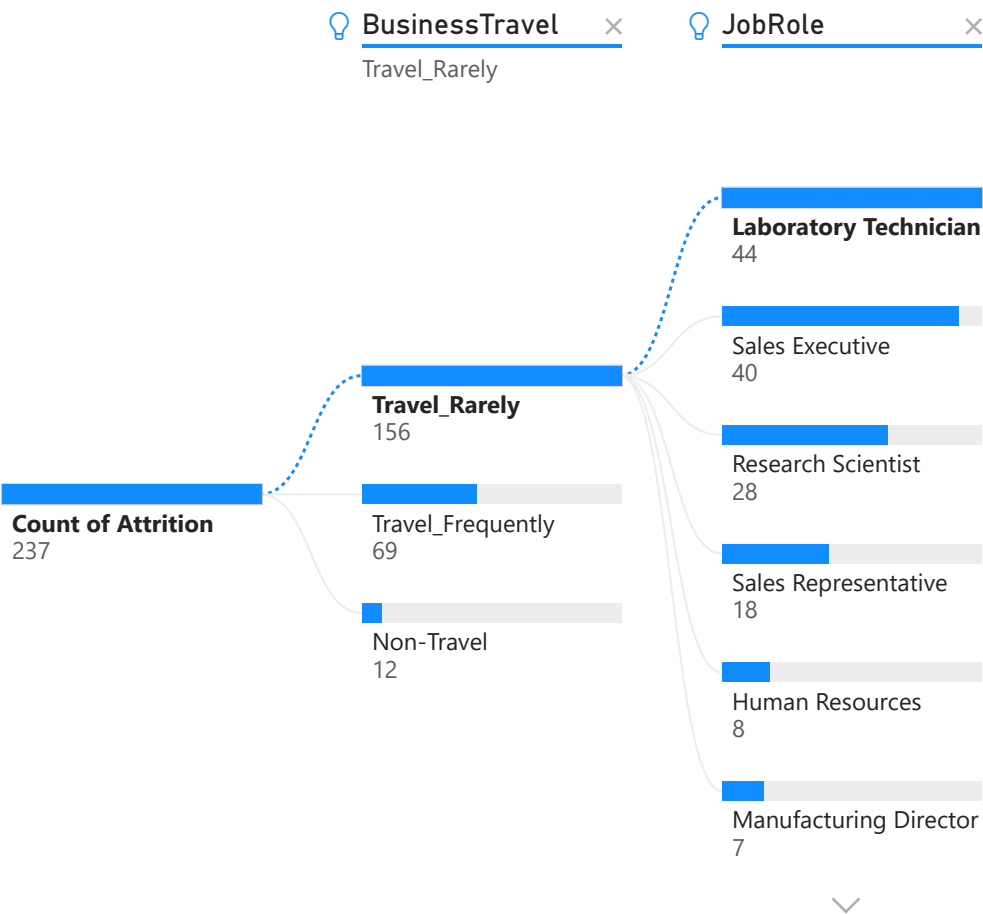 BusinessTravel
Travel_Rarely
JobRole
Count of Attrition
237
Travel_Rarely
156
Travel_Frequently
69
Non-Travel
12
Laboratory Technician
44
Sales Executive
40
Research Scientist
28
Sales Representative
18
Human Resources
8
Manufacturing Director
7